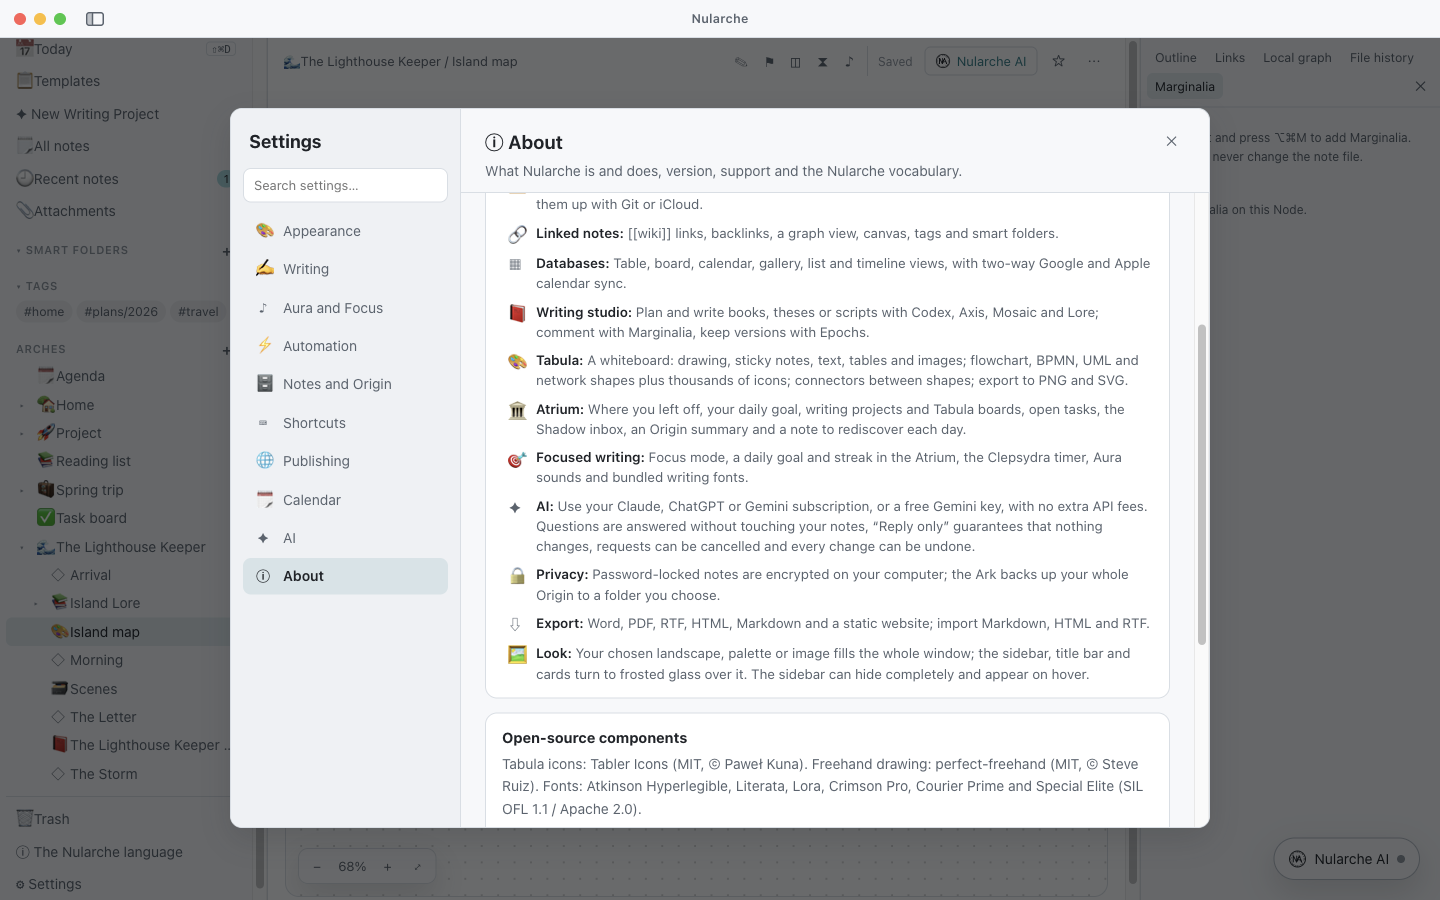 Nularche
Today
⇧⌘D
Templates
New Writing Project
All notes
Recent notes
1
Attachments
SMART FOLDERS
+
TAGS
#home
#plans/2026
#travel
ARCHES
+
Agenda
Home
Project
Reading list
Spring trip
Task board
The Lighthouse Keeper
Arrival
Island Lore
Island map
Morning
Scenes
The Letter
The Lighthouse Keeper ...
The Storm
Trash
The Nularche language
Settings
The Lighthouse Keeper / Island map
Saved
Nularche AI
Outline
Links
Local graph
File history
Marginalia
and press ⌥⌘M to add Marginalia.
never change the note file.
on this Node.
Settings
Search settings...
Appearance
Writing
Aura and Focus
Automation
Notes and Origin
Shortcuts
Publishing
Calendar
AI
About
About
What Nularche is and does, version, support and the Nularche vocabulary.
them up with Git or iCloud.
Linked notes: [[wiki]] links, backlinks, a graph view, canvas, tags and smart folders.
Databases: Table, board, calendar, gallery, list and timeline views, with two-way Google and Apple
calendar sync.
Writing studio: Plan and write books, theses or scripts with Codex, Axis, Mosaic and Lore;
comment with Marginalia, keep versions with Epochs.
Tabula: A whiteboard: drawing, sticky notes, text, tables and images; flowchart, BPMN, UML and
network shapes plus thousands of icons; connectors between shapes; export to PNG and SVG.
Atrium: Where you left off, your daily goal, writing projects and Tabula boards, open tasks, the
Shadow inbox, an Origin summary and a note to rediscover each day.
Focused writing: Focus mode, a daily goal and streak in the Atrium, the Clepsydra timer, Aura
sounds and bundled writing fonts.
AI: Use your Claude, ChatGPT or Gemini subscription, or a free Gemini key, with no extra API fees.
Questions are answered without touching your notes, “Reply only” guarantees that nothing
changes, requests can be cancelled and every change can be undone.
Privacy: Password-locked notes are encrypted on your computer; the Ark backs up your whole
Origin to a folder you choose.
Export: Word, PDF, RTF, HTML, Markdown and a static website; import Markdown, HTML and RTF.
Look: Your chosen landscape, palette or image fills the whole window; the sidebar, title bar and
cards turn to frosted glass over it. The sidebar can hide completely and appear on hover.
Open-source components
Tabula icons: Tabler Icons (MIT, © Paweł Kuna). Freehand drawing: perfect-freehand (MIT, © Steve
Ruiz). Fonts: Atkinson Hyperlegible, Literata, Lora, Crimson Pro, Courier Prime and Special Elite (SIL
OFL 1.1 / Apache 2.0).
− 68% +
Nularche AI